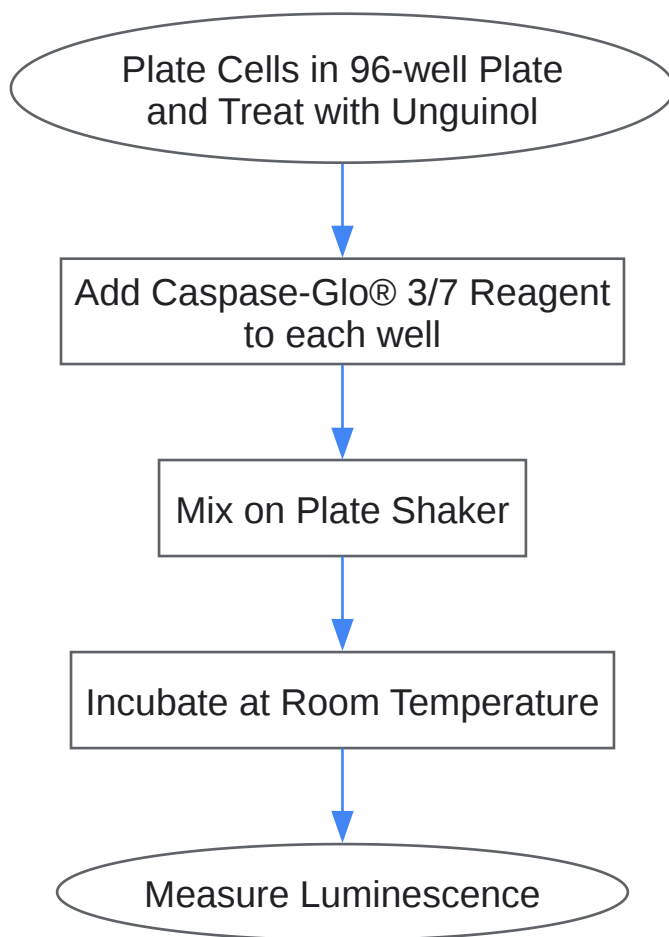 Plate Cells in 96-well Plate
and Treat with Unguinol
Add Caspase-Glo® 3/7 Reagent
to each well
Mix on Plate Shaker
Incubate at Room Temperature
Measure Luminescence